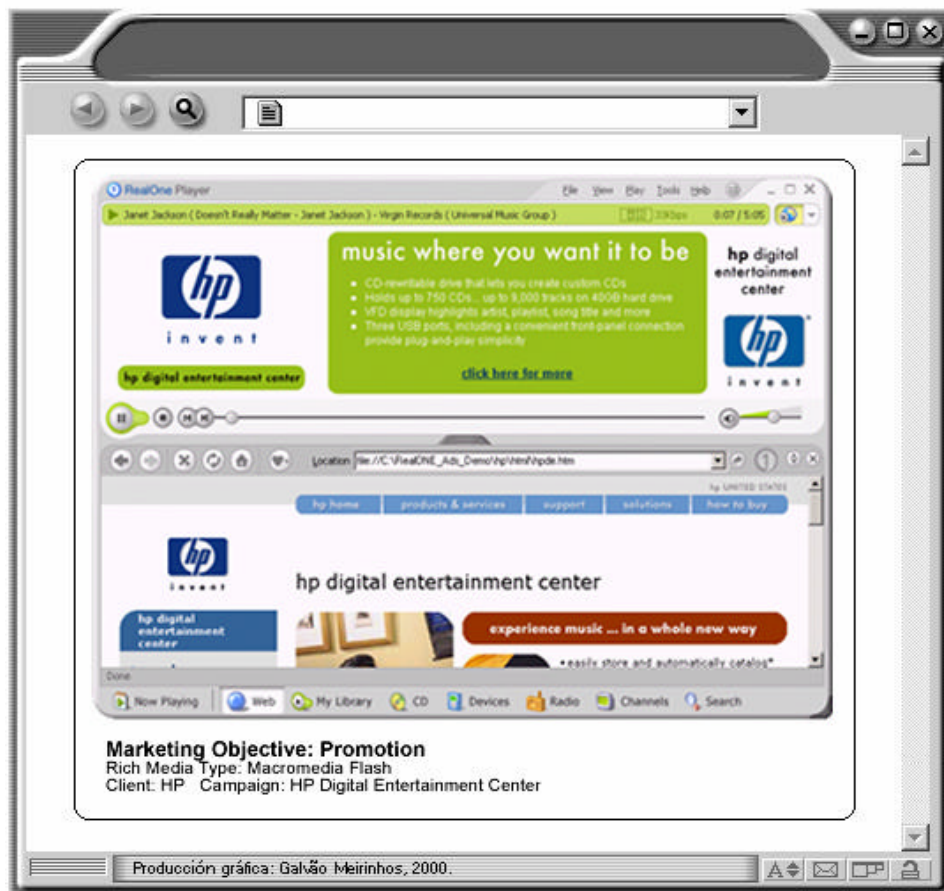 RealOne Player
File View Play Tools Help
Janet Jackson ( Doesn't Really Matter - Janet Jackson ) - Virgin Records ( Universal Music Group )
0:07 / 5:05
hp
invent
hp digital entertainment center
music where you want it to be
• CD-rewritable drive that lets you create custom CDs
• Holds up to 750 CDs... up to 9,000 tracks on 40GB hard drive
• VFD display highlights artist, playlist, song title and more
• Three USB ports, including a convenient front-panel connection
provide plug-and-play simplicity
click here for more
hp digital
entertainment
center
hp
invent
Location file://C:\RealONE_Ads_Demo\hp\html\hpde.htm
hp UNITED STATES
hp home products & services support solutions how to buy
hp
invent
hp digital entertainment center
hp digital
entertainment
center
experience music ... in a whole new way
• easily store and automatically catalog*
Done
Now Playing Web My Library CD Devices Radio Channels Search
Marketing Objective: Promotion
Rich Media Type: Macromedia Flash
Client: HP Campaign: HP Digital Entertainment Center
Producción gráfica: Galvão Meirinhos, 2000.